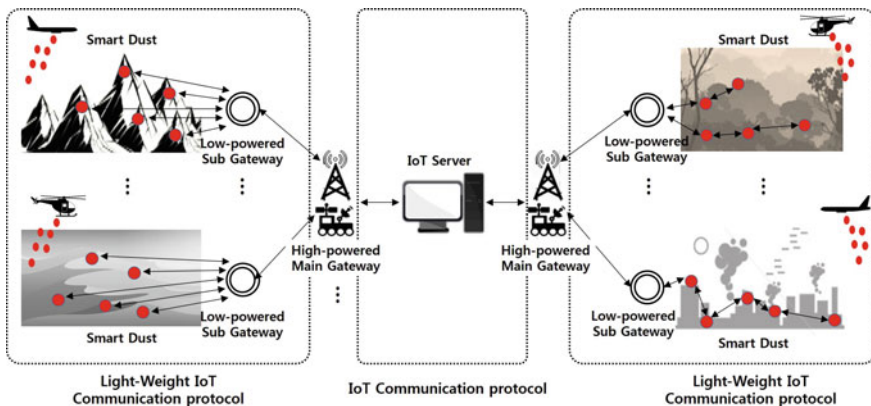 Smart Dust
Low-powered
Sub Gateway
Low-powered
Sub Gateway
Smart Dust
Light-Weight IoT
Communication protocol
High-powered
Main Gateway
IoT Server
IoT Communication protocol
High-powered
Main Gateway
Smart Dust
Low-powered
Sub Gateway
Low-powered
Sub Gateway
Smart Dust
Light-Weight IoT
Communication protocol